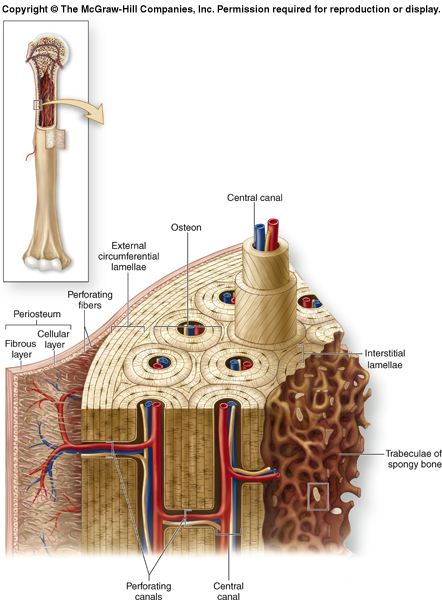 Copyright © The McGraw-Hill Companies, Inc. Permission required for reproduction or display.
Central canal
Osteon
External
circumferential
lamellae
Perforating
fibers
Periosteum
Cellular
layer
Fibrous
layer
Interstitial
lamellae
Trabeculae of
spongy bone
Perforating
canals
Central
canal